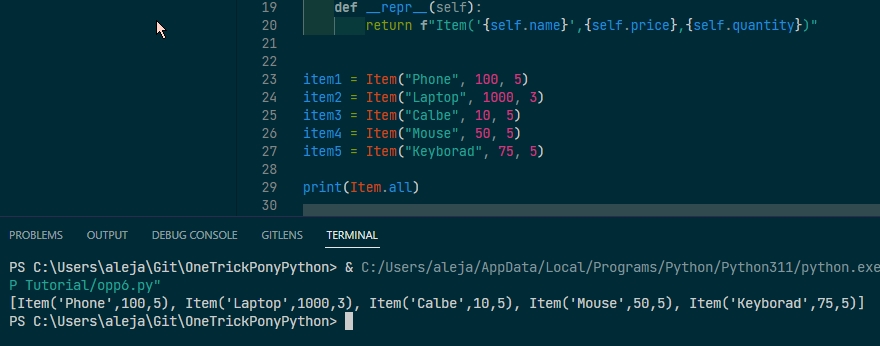 19 def __repr__(self):
20 return f"Item('{self.name}',{self.price},{self.quantity})"
21
22
23 item1 = Item("Phone", 100, 5)
24 item2 = Item("Laptop", 1000, 3)
25 item3 = Item("Calbe", 10, 5)
26 item4 = Item("Mouse", 50, 5)
27 item5 = Item("Keyborad", 75, 5)
28
29 print(Item.all)
30
PROBLEMS OUTPUT DEBUG CONSOLE GITLENS TERMINAL
PS C:\Users\aleja\Git\OneTrickPonyPython> & C:/Users/aleja/AppData/Local/Programs/Python/Python311/python.exe
P Tutorial/opp6.py"
[Item('Phone',100,5), Item('Laptop',1000,3), Item('Calbe',10,5), Item('Mouse',50,5), Item('Keyborad',75,5)]
PS C:\Users\aleja\Git\OneTrickPonyPython>